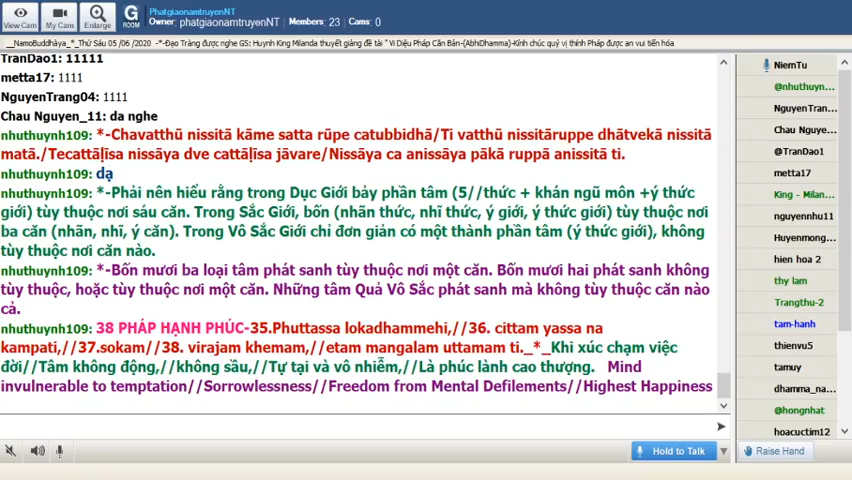 PhatgiaonamtruyenNT
Owner: phatgiaonamtruyenNT Members: 23 Cams: 0
View Cam
My Cam
Enlarge
G
ROOM
__NamoBuddhàya_*_Thứ Sáu 05 /06 /2020 -*-Đạo Tràng được nghe GS: Huynh King Milanda thuyết giảng đề tài " Vi Diệu Pháp Căn Bản-(AbhiDhamma)-Kính chúc quý vị thính Pháp được an vui tiến hóa
TranDao1: 11111
metta17: 1111
NguyenTrang04: 1111
Chau Nguyen_11: da nghe
nhuthuynh109: *-Chavatthū nissitā kāme satta rūpe catubbidhā/Ti vatthū nissitāruppe dhātvekā nissitā
matā./Tecattāḷīsa nissāya dve cattāḷīsa jāvare/Nissāya ca anissāya pākā ruppā anissitā ti.
nhuthuynh109: dạ
nhuthuynh109: *-Phải nên hiểu rằng trong Dục Giới bảy phần tâm (5//thức + khán ngũ môn +ý thức
giới) tùy thuộc nơi sáu căn. Trong Sắc Giới, bốn (nhãn thức, nhĩ thức, ý giới, ý thức giới) tùy thuộc nơi
ba căn (nhãn, nhĩ, ý căn). Trong Vô Sắc Giới chỉ đơn giản có một thành phần tâm (ý thức giới), không
tùy thuộc nơi căn nào.
nhuthuynh109: *-Bốn mươi ba loại tâm phát sanh tùy thuộc nơi một căn. Bốn mươi hai phát sanh không
tùy thuộc, hoặc tùy thuộc nơi một căn. Những tâm Quả Vô Sắc phát sanh mà không tùy thuộc căn nào
cả.
nhuthuynh109: 38 PHÁP HẠNH PHÚC-35.Phuttassa lokadhammehi,//36. cittam yassa na
kampati,//37.sokam//38. virajam khemam,//etam mangalam uttamam ti._*_Khi xúc chạm việc
đời//Tâm không động,//không sầu,//Tự tại và vô nhiễm,//Là phúc lành cao thượng. Mind
invulnerable to temptation//Sorrowlessness//Freedom from Mental Defilements//Highest Happiness
NiemTu
@nhuthuyn...
NguyenTran...
Chau Nguye...
@TranDao1
metta17
King - Milan...
nguyennhu11
Huyenmong...
hien hoa 2
thy lam
Trangthu-2
tam-hanh
thienvu5
tamuy
dhamma_na...
@hongnhat
hoacuctim12
Hold to Talk
Raise Hand